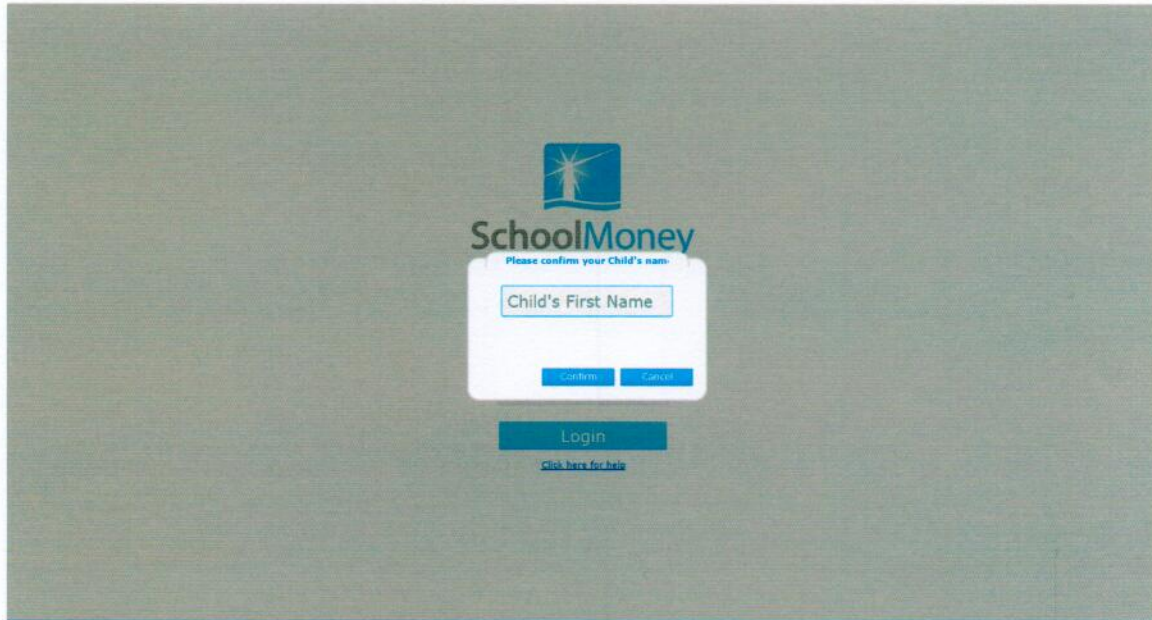 SchoolMoney
Please confirm your Child's nam
Child's First Name
Confirm
Cancel
Login
Click here for help